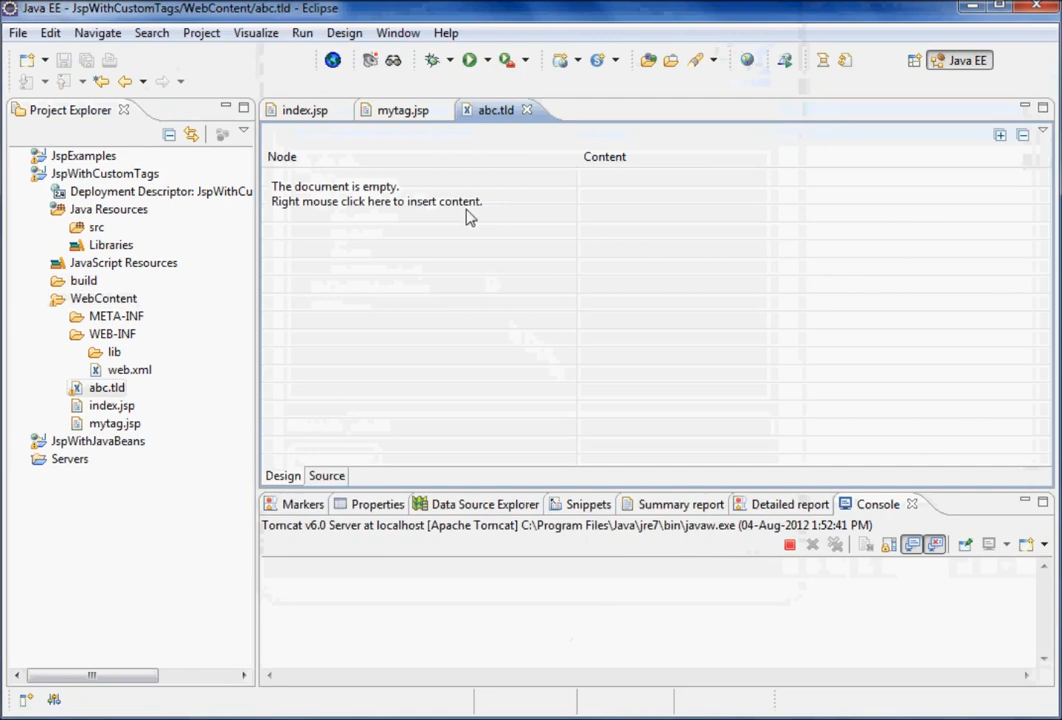 Java EE - JspWithCustomTags/WebContent/abc.tld - Eclipse
File Edit Navigate Search Project Visualize Run Design Window Help
Java EE
Project Explorer
index.jsp mytag.jsp abc.tld
JspExamples
JspWithCustomTags
Deployment Descriptor: JspWithCu
Java Resources
src
Libraries
JavaScript Resources
build
WebContent
META-INF
WEB-INF
lib
web.xml
abc.tld
index.jsp
mytag.jsp
JspWithJavaBeans
Servers
Node Content
The document is empty.
Right mouse click here to insert content.
Design Source
Markers Properties Data Source Explorer Snippets Summary report Detailed report Console
Tomcat v6.0 Server at localhost [Apache Tomcat] C:\Program Files\Java\jre7\bin\javaw.exe (04-Aug-2012 1:52:41 PM)